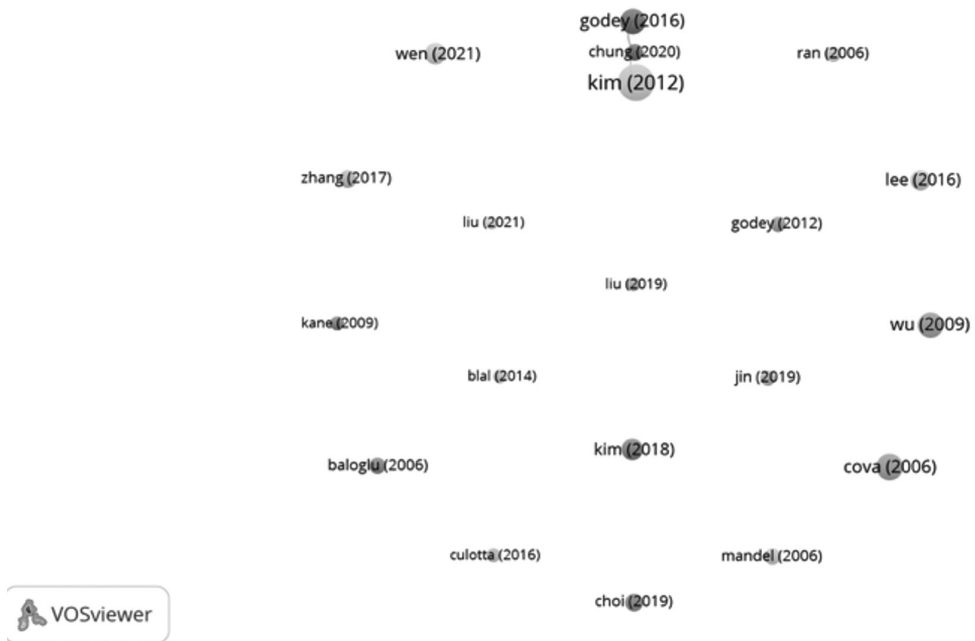 godey (2016)
wen (2021)
chung (2020)
ran (2006)
kim (2012)
zhang (2017)
lee (2016)
liu (2021)
godey (2012)
liu (2019)
kane (2009)
wu (2009)
blal (2014)
jin (2019)
kim (2018)
baloglu (2006)
cova (2006)
culotta (2016)
mandel (2006)
choi (2019)
VOSviewer